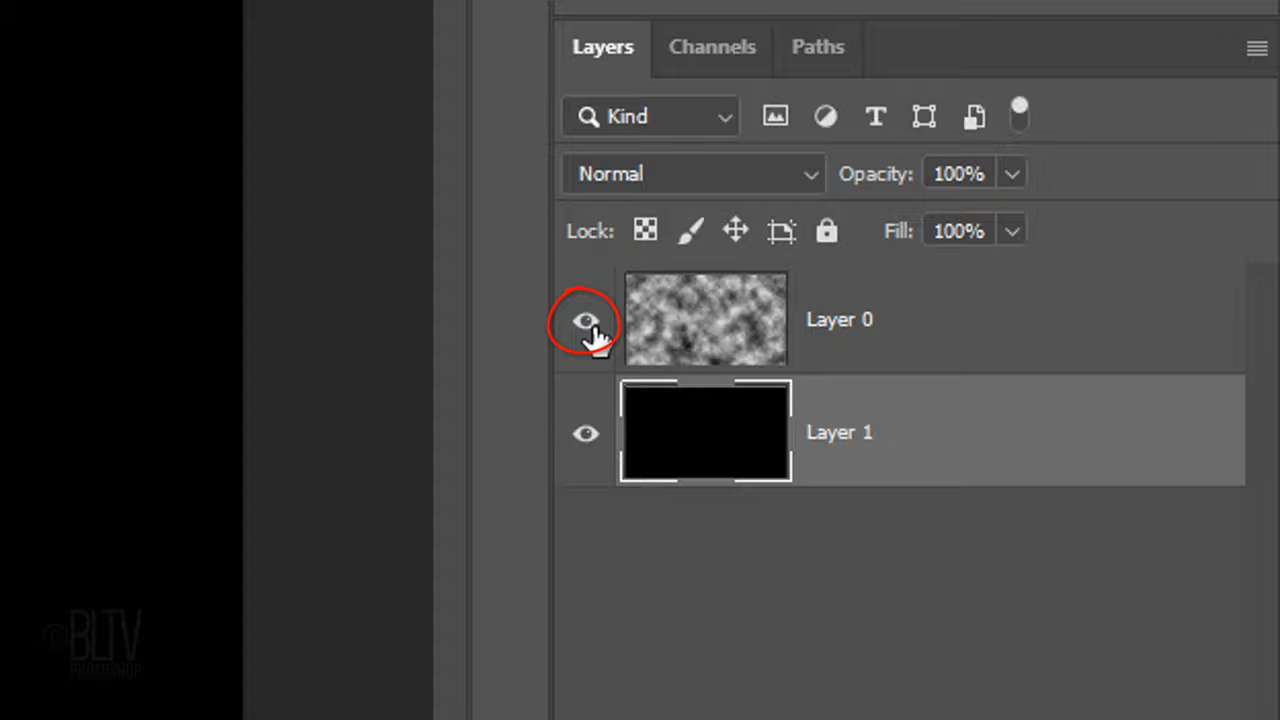 Layers Channels Paths
Kind
Normal Opacity: 100%
Lock: Fill: 100%
Layer 0
Layer 1
©BLTV
PHOTOSHOP